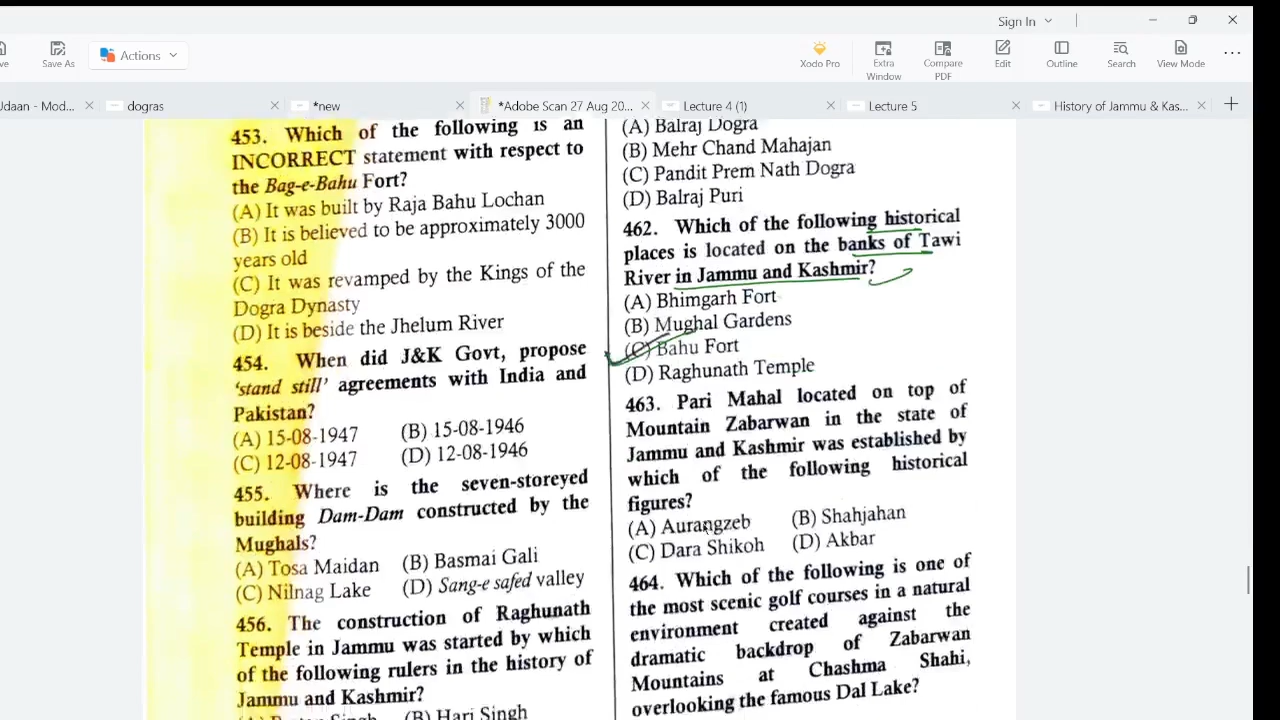 Sign In
ve
Save As
Actions
Xodo Pro
Extra Window
Compare PDF
Edit
Outline
Search
View Mode
Udaan - Mod...
dogras
*new
*Adobe Scan 27 Aug 20...
Lecture 4 (1)
Lecture 5
History of Jammu & Kas...
453. Which of the following is an
INCORRECT statement with respect to
the Bag-e-Bahu Fort?
(A) It was built by Raja Bahu Lochan
(B) It is believed to be approximately 3000
years old
(C) It was revamped by the Kings of the
Dogra Dynasty
(D) It is beside the Jhelum River
454. When did J&K Govt, propose
'stand still' agreements with India and
Pakistan?
(A) 15-08-1947 (B) 15-08-1946
(C) 12-08-1947 (D) 12-08-1946
455. Where is the seven-storeyed
building Dam-Dam constructed by the
Mughals?
(A) Tosa Maidan (B) Basmai Gali
(C) Nilnag Lake (D) Sang-e safed valley
456. The construction of Raghunath
Temple in Jammu was started by which
of the following rulers in the history of
Jammu and Kashmir?
(B) Hari Singh
(A) Balraj Dogra
(B) Mehr Chand Mahajan
(C) Pandit Prem Nath Dogra
(D) Balraj Puri
462. Which of the following historical
places is located on the banks of Tawi
River in Jammu and Kashmir?
(A) Bhimgarh Fort
(B) Mughal Gardens
(C) Bahu Fort
(D) Raghunath Temple
463. Pari Mahal located on top of
Mountain Zabarwan in the state of
Jammu and Kashmir was established by
which of the following historical
figures?
(A) Aurangzeb (B) Shahjahan
(C) Dara Shikoh (D) Akbar
464. Which of the following is one of
the most scenic golf courses in a natural
environment created against the
dramatic backdrop of Zabarwan
Mountains at Chashma Shahi,
overlooking the famous Dal Lake?